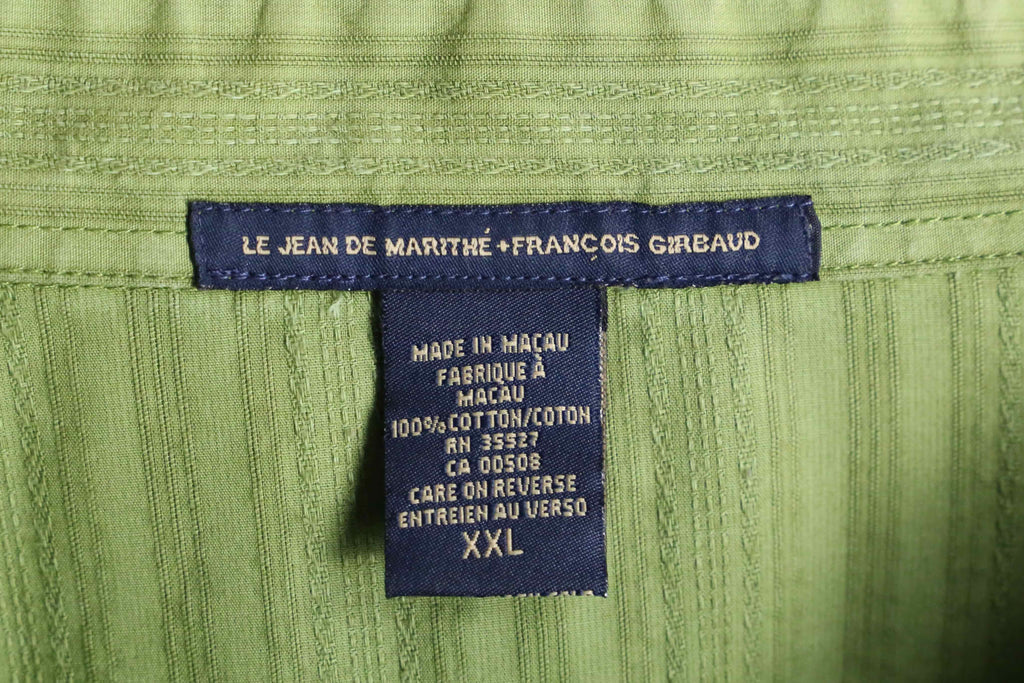 LE JEAN DE MARITHÉ + FRANÇOIS GIRBAUD
MADE IN MACAU
FABRIQUE À
MACAU
100% COTTON/COTON
RN 35527
CA 00508
CARE ON REVERSE
ENTREIEN AU VERSO
XXL